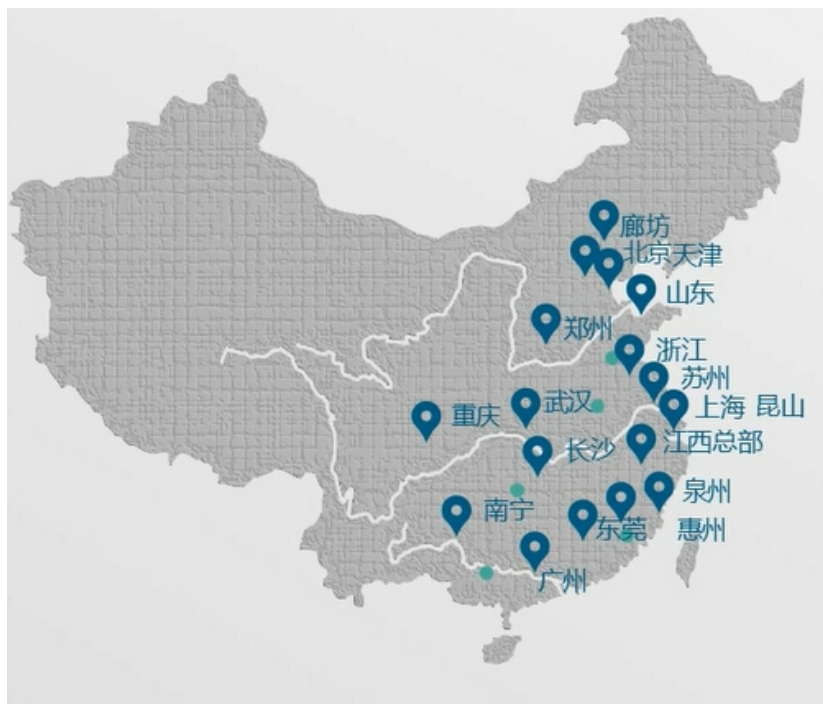 廊坊
北京天津
山东
郑州
浙江
苏州
武汉
上海 昆山
重庆
江西总部
长沙
泉州
南宁
东莞
惠州
广州